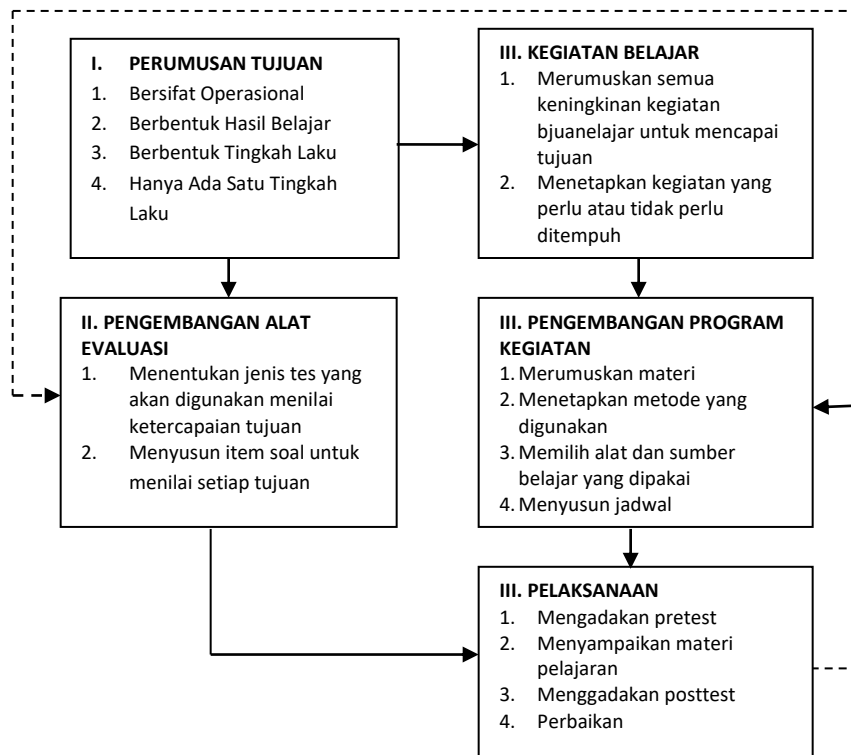 I. PERUMUSAN TUJUAN
1. Bersifat Operasional
2. Berbentuk Hasil Belajar
3. Berbentuk Tingkah Laku
4. Hanya Ada Satu Tingkah
Laku
III. KEGIATAN BELAJAR
1. Merumuskan semua
keningkinan kegiatan
bjuanelajar untuk mencapai
tujuan
2. Menetapkan kegiatan yang
perlu atau tidak perlu
ditempuh
II. PENGEMBANGAN ALAT
EVALUASI
1. Menentukan jenis tes yang
akan digunakan menilai
ketercapaian tujuan
2. Menyusun item soal untuk
menilai setiap tujuan
III. PENGEMBANGAN PROGRAM
KEGIATAN
1. Merumuskan materi
2. Menetapkan metode yang
digunakan
3. Memilih alat dan sumber
belajar yang dipakai
4. Menyusun jadwal
III. PELAKSANAAN
1. Mengadakan pretest
2. Menyampaikan materi
pelajaran
3. Menggadakan posttest
4. Perbaikan